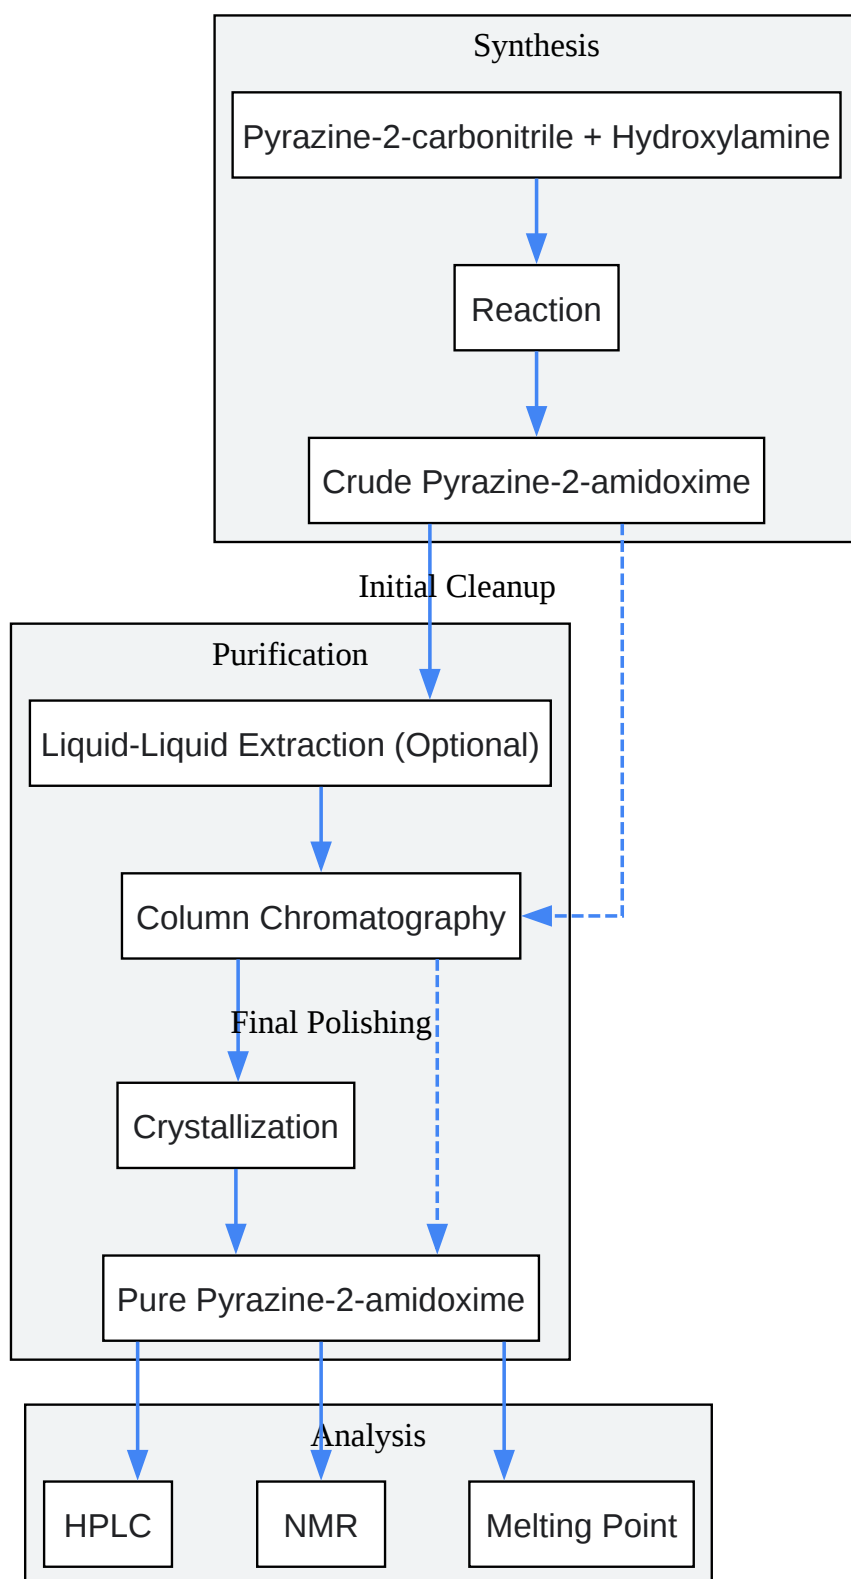 Synthesis
Pyrazine-2-carbonitrile + Hydroxylamine
Reaction
Crude Pyrazine-2-amidoxime
Initial Cleanup
Purification
Liquid-Liquid Extraction (Optional)
Column Chromatography
Final Polishing
Crystallization
Pure Pyrazine-2-amidoxime
Analysis
HPLC
NMR
Melting Point